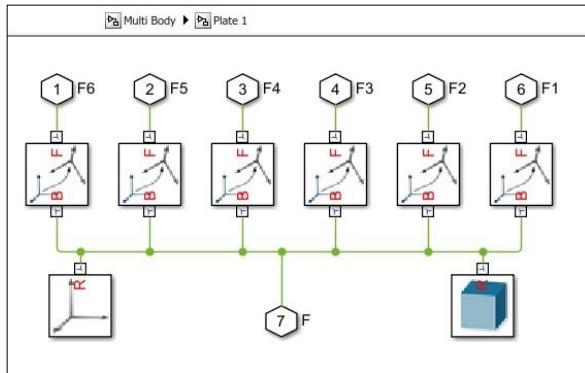 Multi Body Plate 1
1 F6 2 F5 3 F4 4 F3 5 F2 6 F1
F F F F F F
B B B B B B
R R
7 F